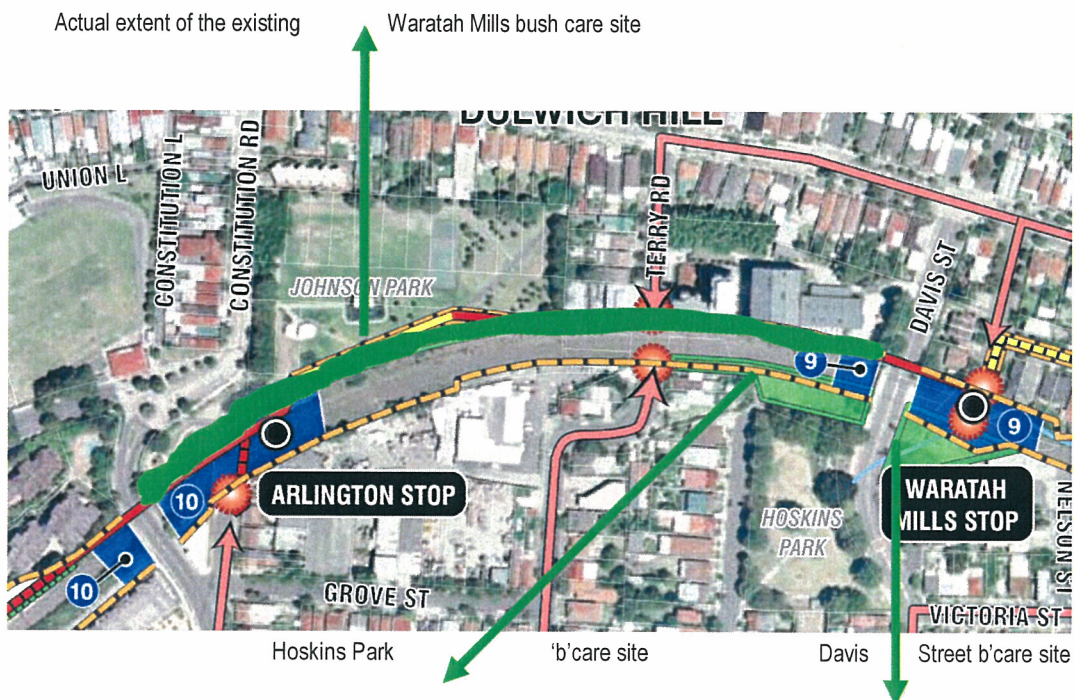 Actual extent of the existing Waratah Mills bush care site
DULWICH HILL
UNION L
CONSTITUTION L
CONSTITUTION RD
JOHNSON PARK
TERRY RD
DAVIS ST
9
9
10
ARLINGTON STOP
10
WARATAH
MILLS STOP
HOSKINS
PARK
NELSON ST
GROVE ST
VICTORIA ST
Hoskins Park 'b'care site Davis Street b'care site